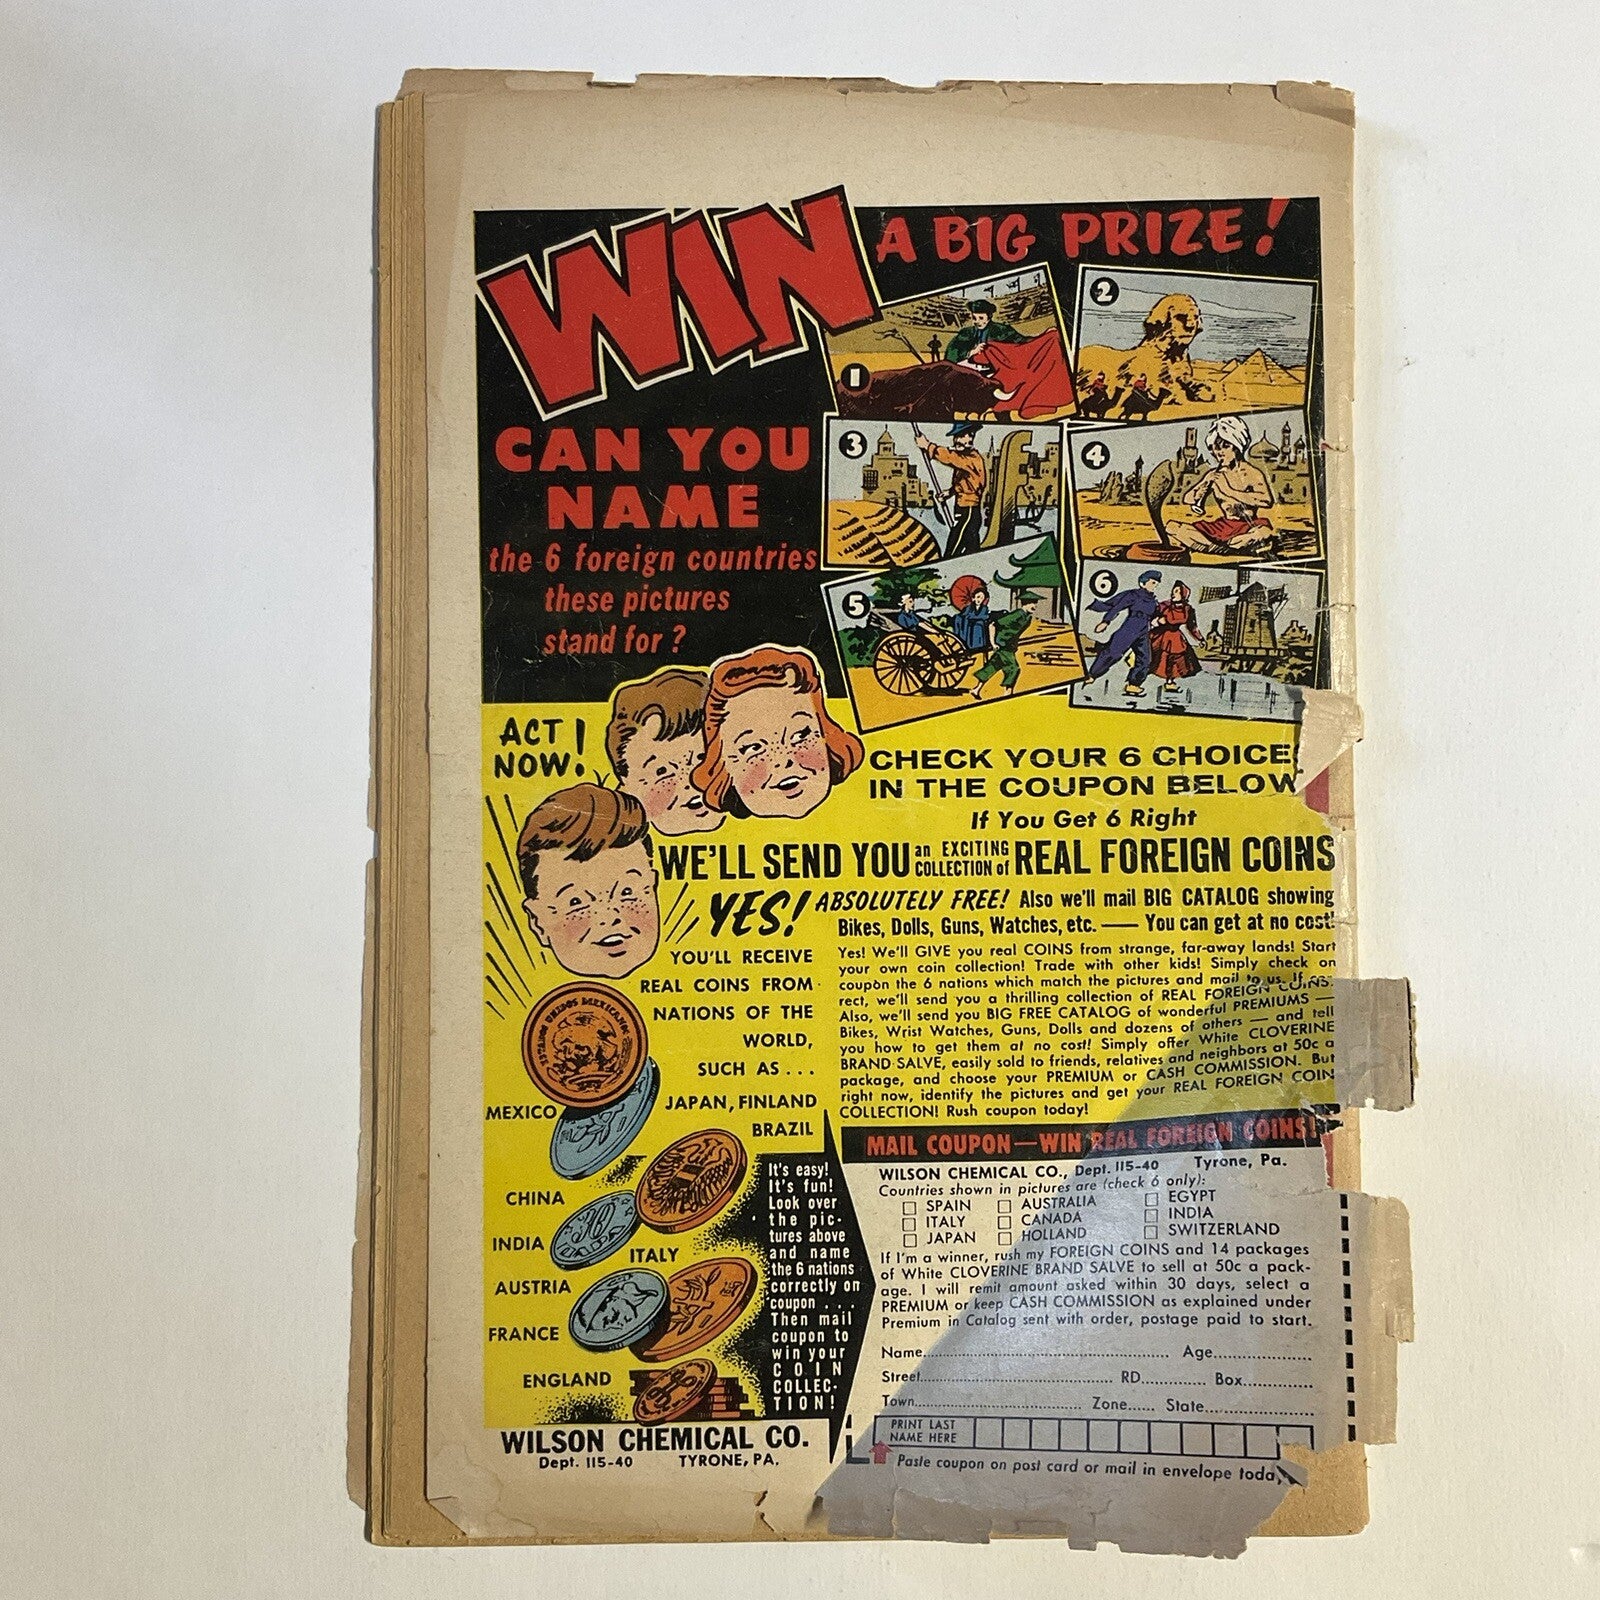 WIN
A BIG PRIZE!
1
2
3
4
5
6
CAN YOU
NAME
the 6 foreign countries
these pictures
stand for ?
ACT
NOW!
CHECK YOUR 6 CHOICE
IN THE COUPON BELOW
If You Get 6 Right
WE'LL SEND YOU an EXCITING COLLECTION of REAL FOREIGN COINS
YES! ABSOLUTELY FREE! Also we'll mail BIG CATALOG showing
Bikes, Dolls, Guns, Watches, etc. — You can get at no cost!
YOU'LL RECEIVE
REAL COINS FROM
NATIONS OF THE
WORLD,
SUCH AS...
Yes! We'll GIVE you real COINS from strange, far-away lands! Start
your own coin collection! Trade with other kids! Simply check on
coupon the 6 nations which match the pictures and mail to us. If cor-
rect, we'll send you a thrilling collection of REAL FOREIGN COINS.
Also, we'll send you BIG FREE CATALOG of wonderful PREMIUMS —
Bikes, Wrist Watches, Guns, Dolls and dozens of others — and tell
you how to get them at no cost! Simply offer White CLOVERINE
BRAND SALVE, easily sold to friends, relatives and neighbors at 50c a
package, and choose your PREMIUM or CASH COMMISSION. But
right now, identify the pictures and get your REAL FOREIGN COIN
COLLECTION! Rush coupon today!
ESTADOS UNIDOS MEXICANOS
MEXICO
JAPAN, FINLAND
BRAZIL
CHINA
INDIA
ITALY
AUSTRIA
FRANCE
ENGLAND
10
It's easy!
It's fun!
Look over
the pic-
tures above
and name
the 6 nations
correctly on
coupon . . .
Then mail
coupon to
win your
COIN
COLLEC-
TION!
WILSON CHEMICAL CO.
Dept. 115-40 TYRONE, PA.
MAIL COUPON—WIN REAL FOREIGN COINS!
WILSON CHEMICAL CO., Dept. 115-40 Tyrone, Pa.
Countries shown in pictures are (check 6 only):
□ SPAIN □ AUSTRALIA □ EGYPT
□ ITALY □ CANADA □ INDIA
□ JAPAN □ HOLLAND □ SWITZERLAND
If I'm a winner, rush my FOREIGN COINS and 14 packages
of White CLOVERINE BRAND SALVE to sell at 50c a pack-
age. I will remit amount asked within 30 days, select a
PREMIUM or keep CASH COMMISSION as explained under
Premium in Catalog sent with order, postage paid to start.
Name........ Age........
Street........ RD........ Box........
Town........ Zone...... State........
PRINT LAST
NAME HERE
Paste coupon on post card or mail in envelope toda